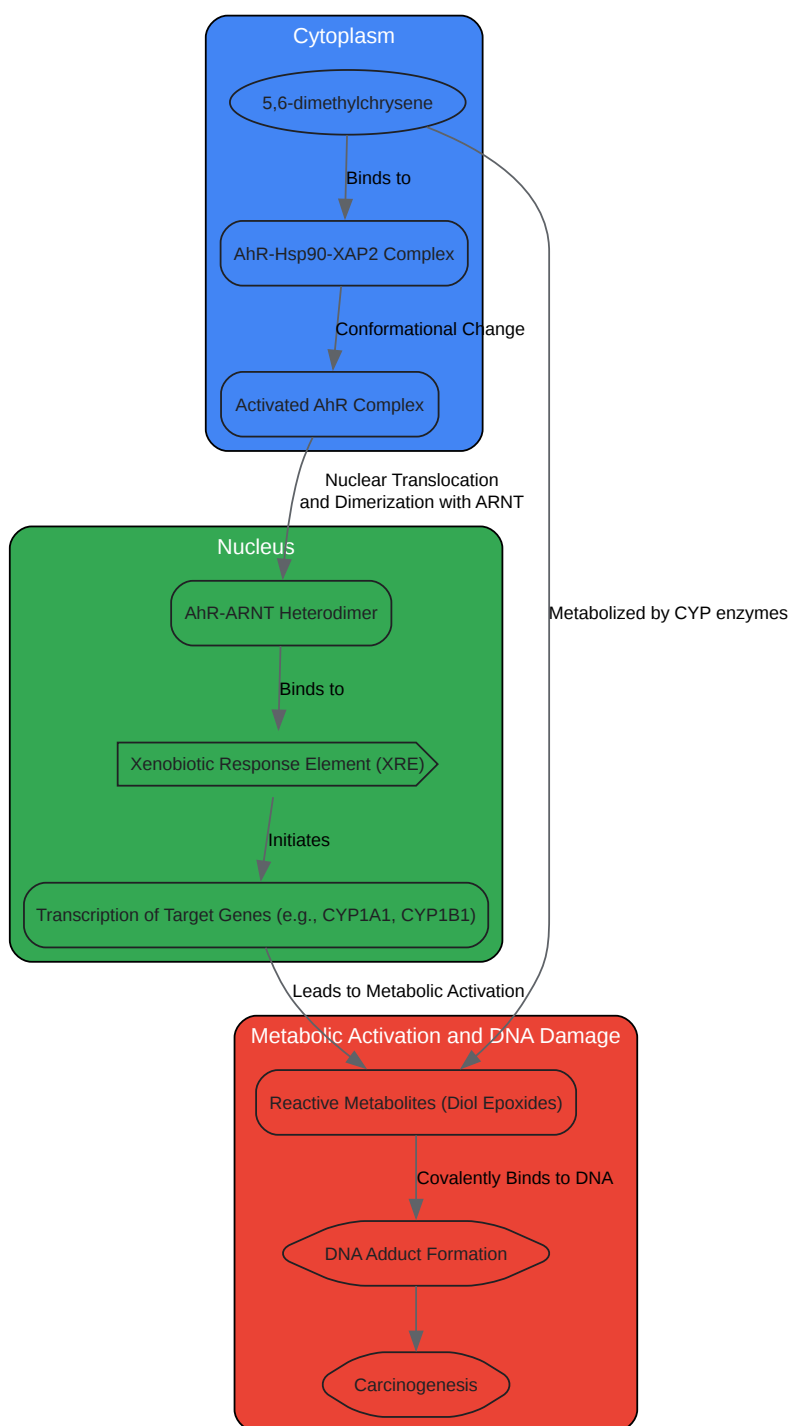 Cytoplasm
5,6-dimethylchrysene
Binds to
AhR-Hsp90-XAP2 Complex
Conformational Change
Activated AhR Complex
Nuclear Translocation
and Dimerization with ARNT
Nucleus
AhR-ARNT Heterodimer
Metabolized by CYP enzymes
Binds to
Xenobiotic Response Element (XRE)
Initiates
Transcription of Target Genes (e.g., CYP1A1, CYP1B1)
Leads to Metabolic Activation
Metabolic Activation and DNA Damage
Reactive Metabolites (Diol Epoxides)
Covalently Binds to DNA
DNA Adduct Formation
Carcinogenesis